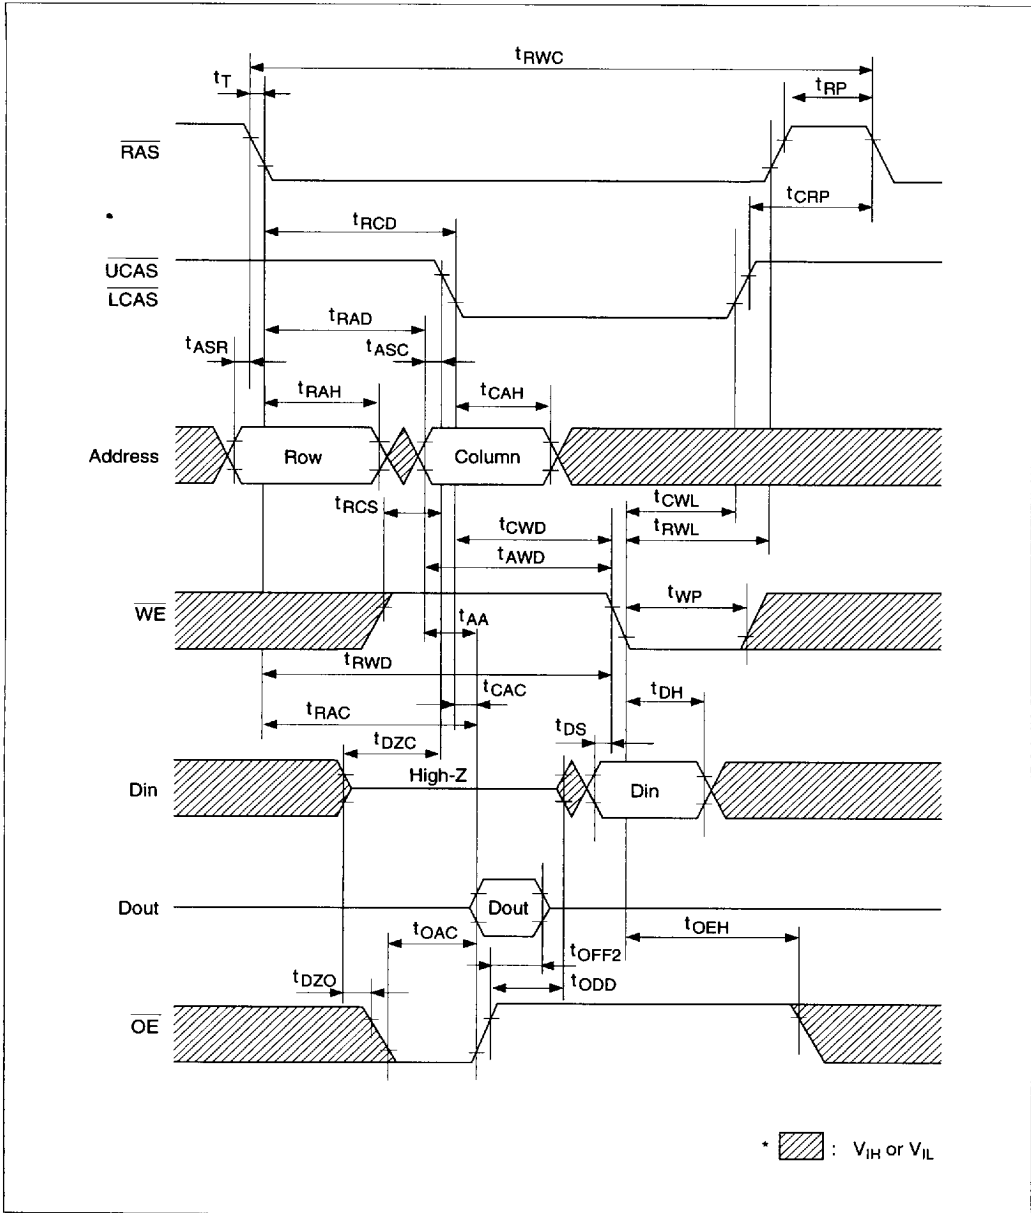 tRWC
tT
tRP
RAS
tCRP
tRCD
UCAS
LCAS
tRAD
tASR
tASC
tRAH
tCAH
Address
Row
Column
tRCS
tCWL
tCWD
tRWL
tAWD
WE
tWP
tAA
tRWD
tCAC
tDH
tRAC
tDS
tDZC
High-Z
Din
Din
Dout
Dout
tOAC
tOEH
tOFF2
tDZO
tODD
OE
* : VIH or VIL